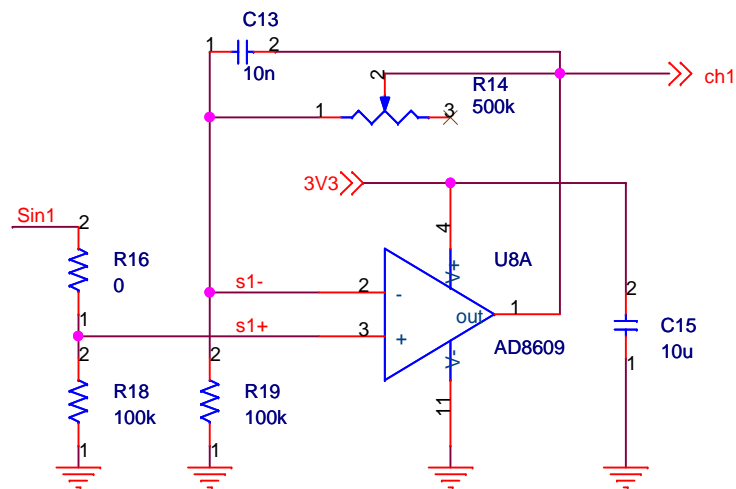 C13
1 2
10n
2
R14
500k
ch1
1 3
3V3
Sin1
2
4
R16
0
V+
U8A
s1-
2 -
out 1
2
1
s1+
3 +
C15
10u
AD8609
V-
2
2
1
R18
100k
R19
100k
11
1
1